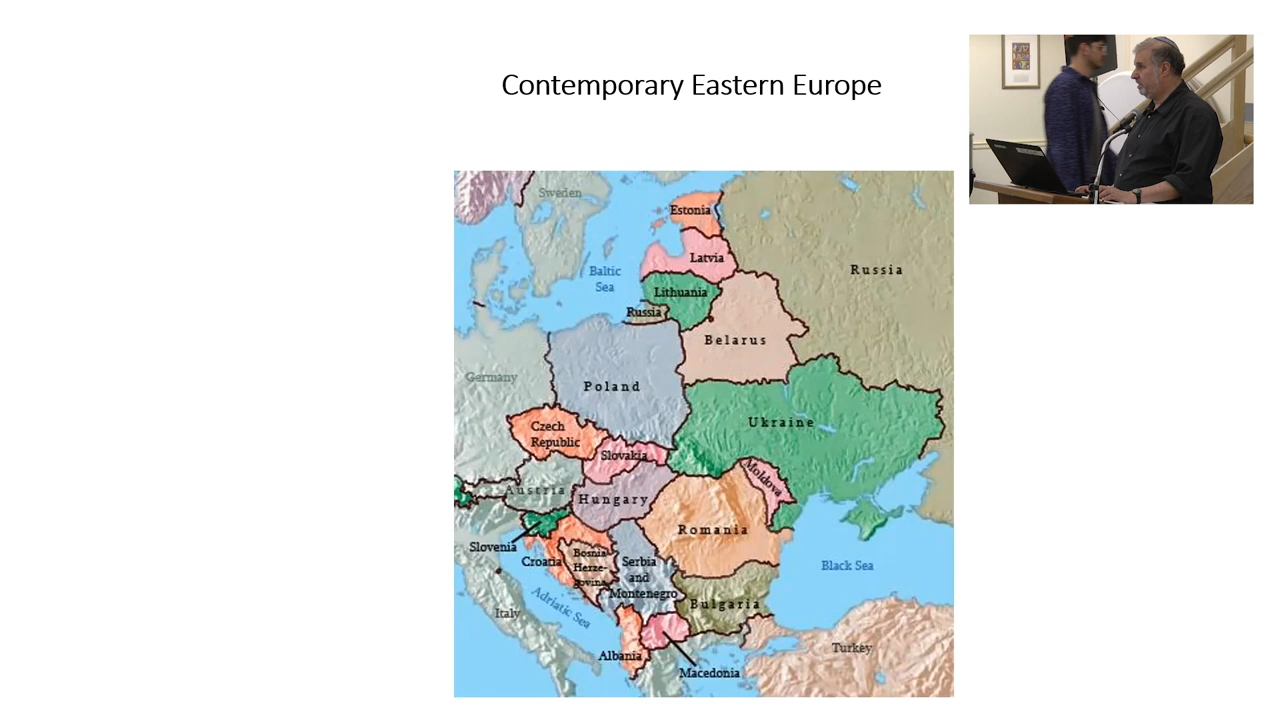 Contemporary Eastern Europe
Sweden
Estonia
Latvia
Russia
Baltic
Sea
Lithuania
Russia
Belarus
Germany
Poland
Ukraine
Czech
Republic
Slovakia
Moldova
Austria
Hungary
Romania
Slovenia
Croatia
Bosnia
Herze-
govina
Serbia
and
Montenegro
Black Sea
Adriatic Sea
Italy
Bulgaria
Albania
Macedonia
Turkey